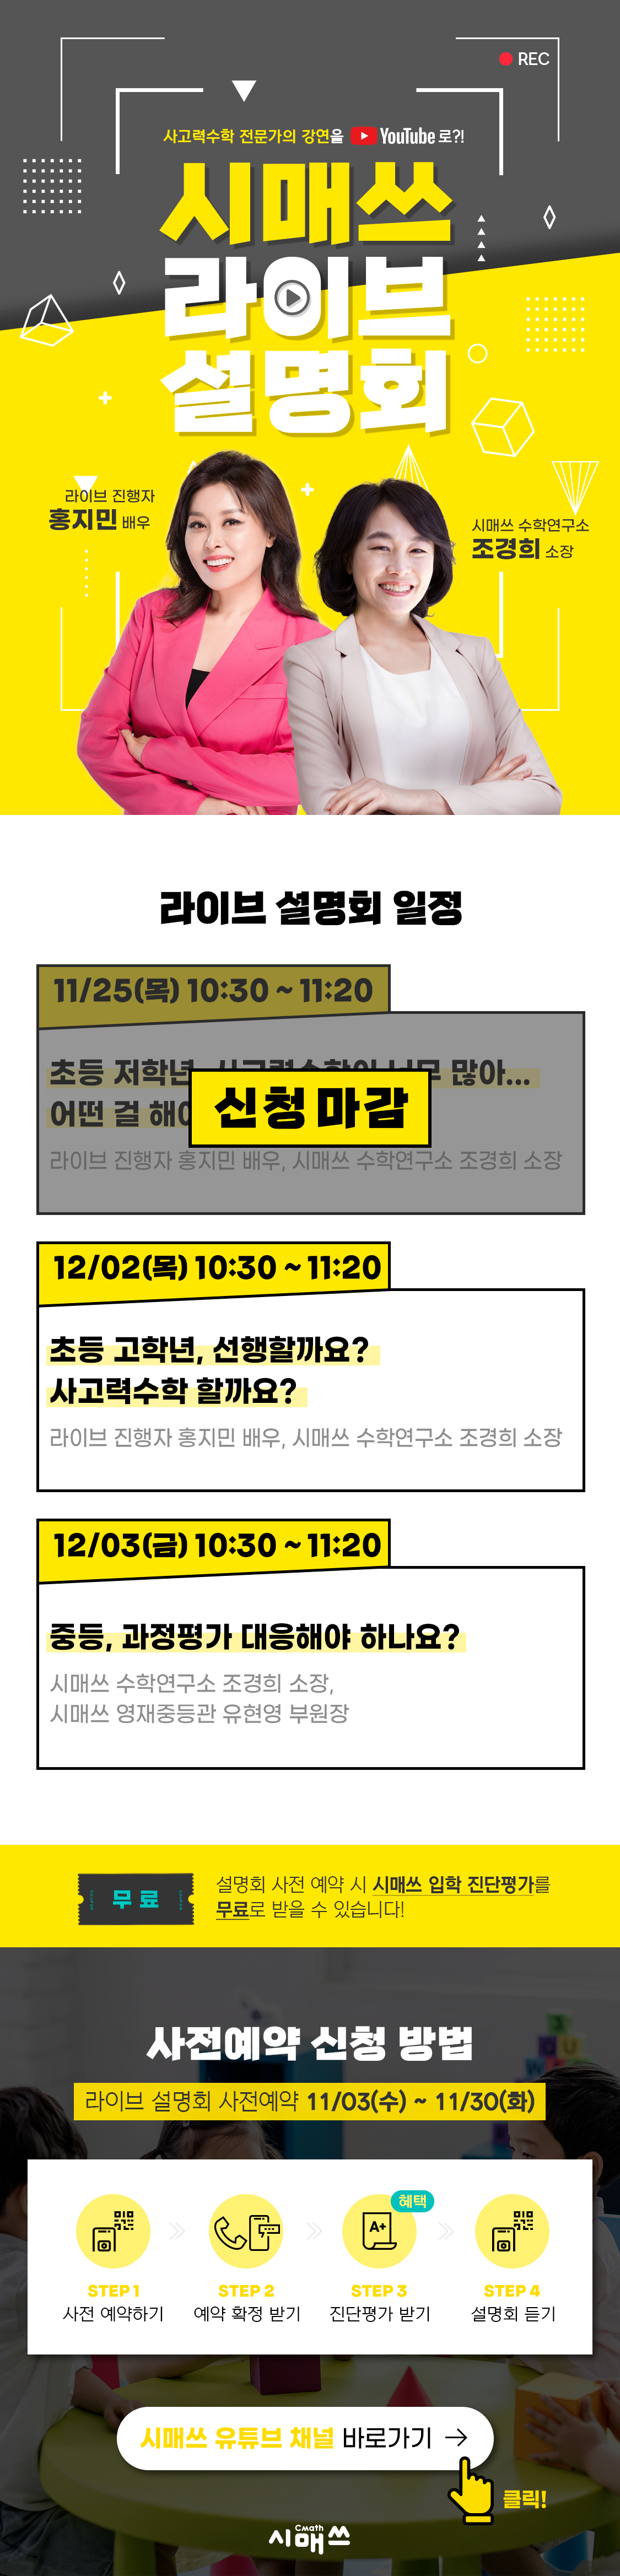 REC
사고력수학 전문가의 강연을 YouTube로?!
시매쓰
라이브
설명회
라이브 진행자
홍지민 배우
시매쓰 수학연구소
조경희 소장
라이브 설명회 일정
11/25(목) 10:30 ~ 11:20
초등 저학년, 많아...
어떤 걸
신청 마감
라이브 진행자 홍지민 배우, 시매쓰 수학연구소 조경희 소장
12/02(목) 10:30 ~ 11:20
초등 고학년, 선행할까요?
사고력수학 할까요?
라이브 진행자 홍지민 배우, 시매쓰 수학연구소 조경희 소장
12/03(금) 10:30 ~ 11:20
중등, 과정평가 대응해야 하나요?
시매쓰 수학연구소 조경희 소장,
시매쓰 영재중등관 유현영 부원장
무료
설명회 사전 예약 시 시매쓰 입학 진단평가를
무료로 받을 수 있습니다!
사전예약 신청 방법
라이브 설명회 사전예약 11/03(수) ~ 11/30(화)
혜택
A+
STEP 1 STEP 2 STEP 3 STEP 4
사전 예약하기 예약 확정 받기 진단평가 받기 설명회 듣기
시매쓰 유튜브 채널 바로가기 →
클릭!
Cmath
시매쓰